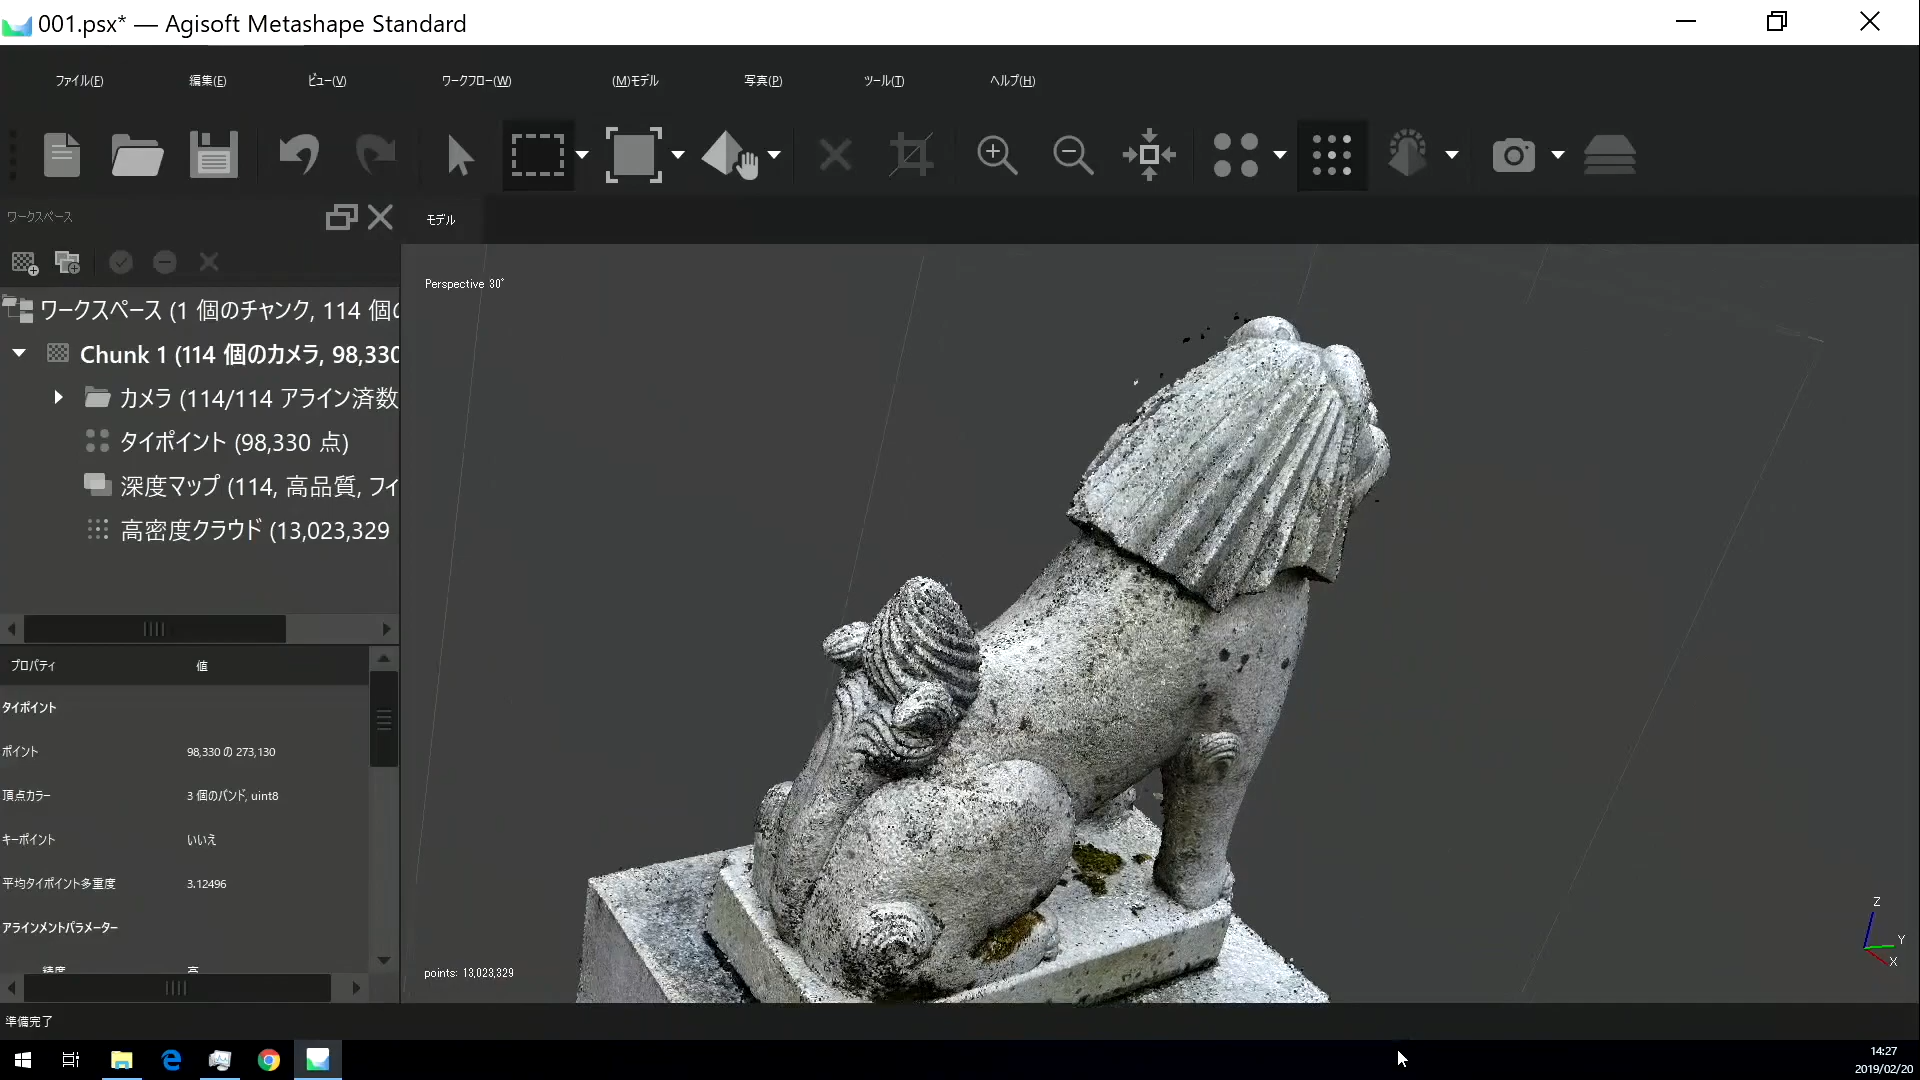 001.psx* — Agisoft Metashape Standard
ファイル(F) 編集(E) ビュー(V) ワークフロー(W) (M)モデル 写真(P) ツール(T) ヘルプ(H)
ワークスペース
モデル
Perspective 30°
ワークスペース (1 個のチャンク, 114 個の
Chunk 1 (114 個のカメラ, 98,330
カメラ (114/114 アライン済数
タイポイント (98,330 点)
深度マップ (114, 高品質, フィ
高密度クラウド (13,023,329
プロパティ 値
タイポイント
ポイント 98,330 の 273,130
頂点カラー 3 個のバンド, uint8
キーポイント いいえ
平均タイポイント多重度 3.12496
アラインメントパラメーター
精度 高
points: 13,023,329
Z
Y
X
準備完了
14:27
2019/02/20